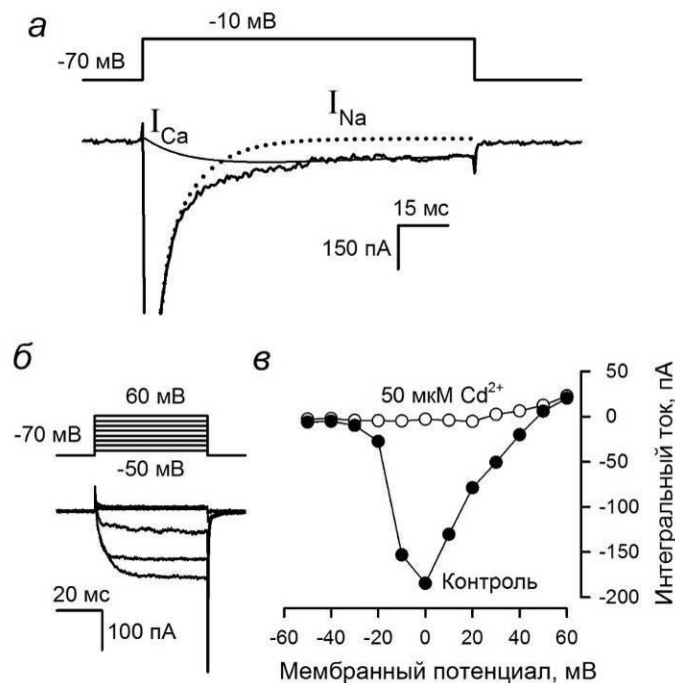 а
-10 мВ
-70 мВ
I Ca
I Na
15 мс
150 пА
б
60 мВ
-70 мВ
-50 мВ
20 мс
100 пА
в
50 мкМ Cd²⁺
Контроль
50
0
-50
-100
-150
-200
Интегральный ток, пА
-60 -40 -20 0 20 40 60
Мембранный потенциал, мВ